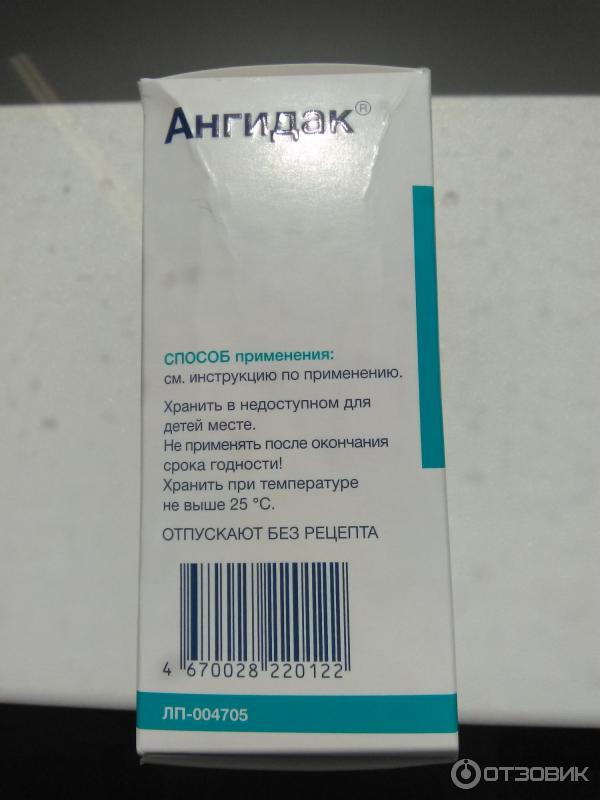 Ангидак®
СПОСОБ применения:
см. инструкцию по применению.
Хранить в недоступном для
детей месте.
Не применять после окончания
срока годности!
Хранить при температуре
не выше 25 °C.
ОТПУСКАЮТ БЕЗ РЕЦЕПТА
4 670028 220122
ЛП-004705
ОТЗОВИК